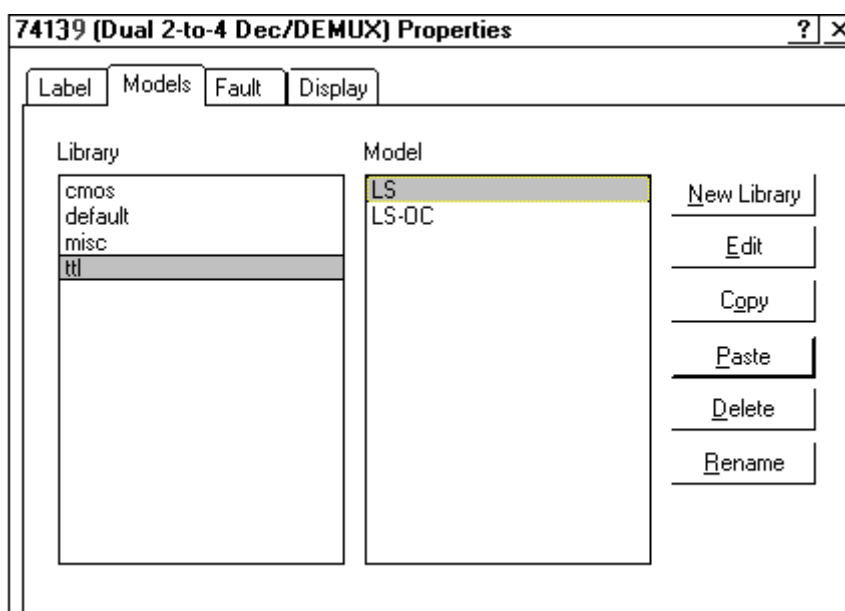 74139 (Dual 2-to-4 Dec/DEMUX) Properties ? ×
Label Models Fault Display
Library Model
cmos
default
misc
ttl
LS
LS-OC
New Library
Edit
Copy
Paste
Delete
Rename